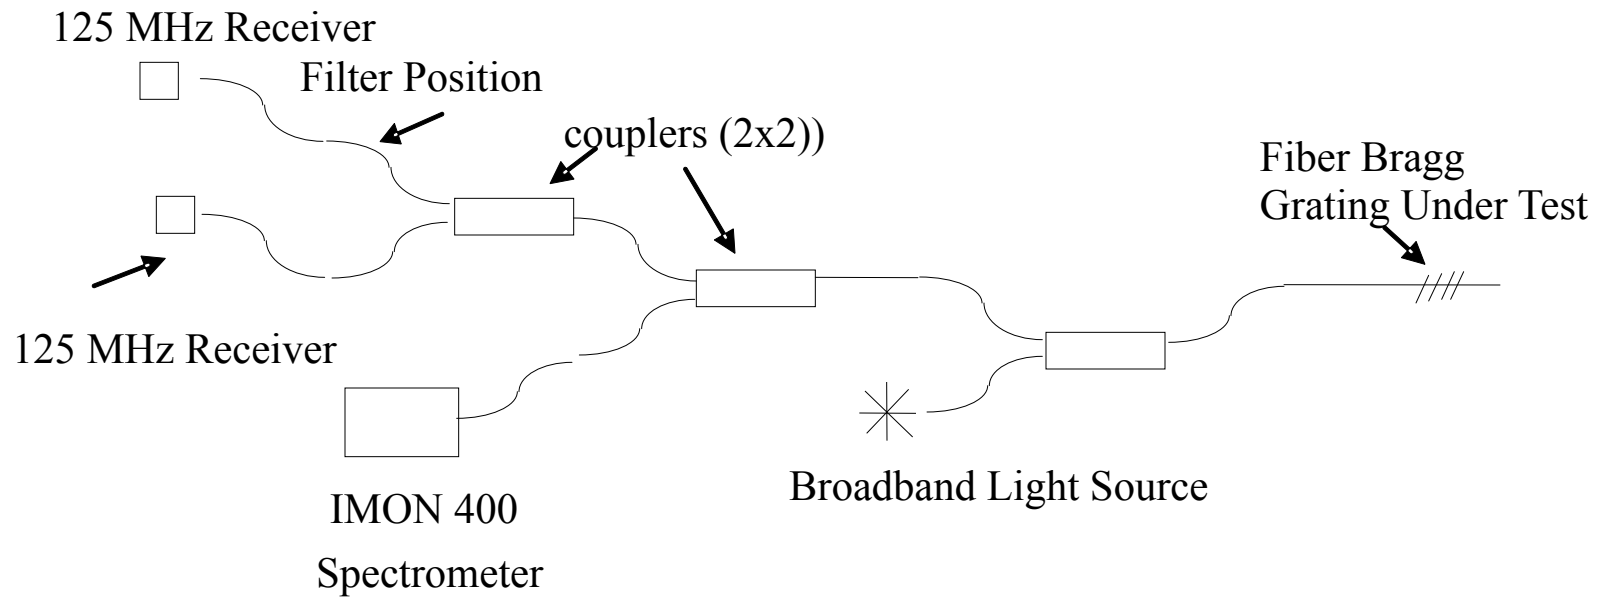 125 MHz Receiver
Filter Position
couplers (2x2))
Fiber Bragg
Grating Under Test
125 MHz Receiver
Broadband Light Source
IMON 400
Spectrometer